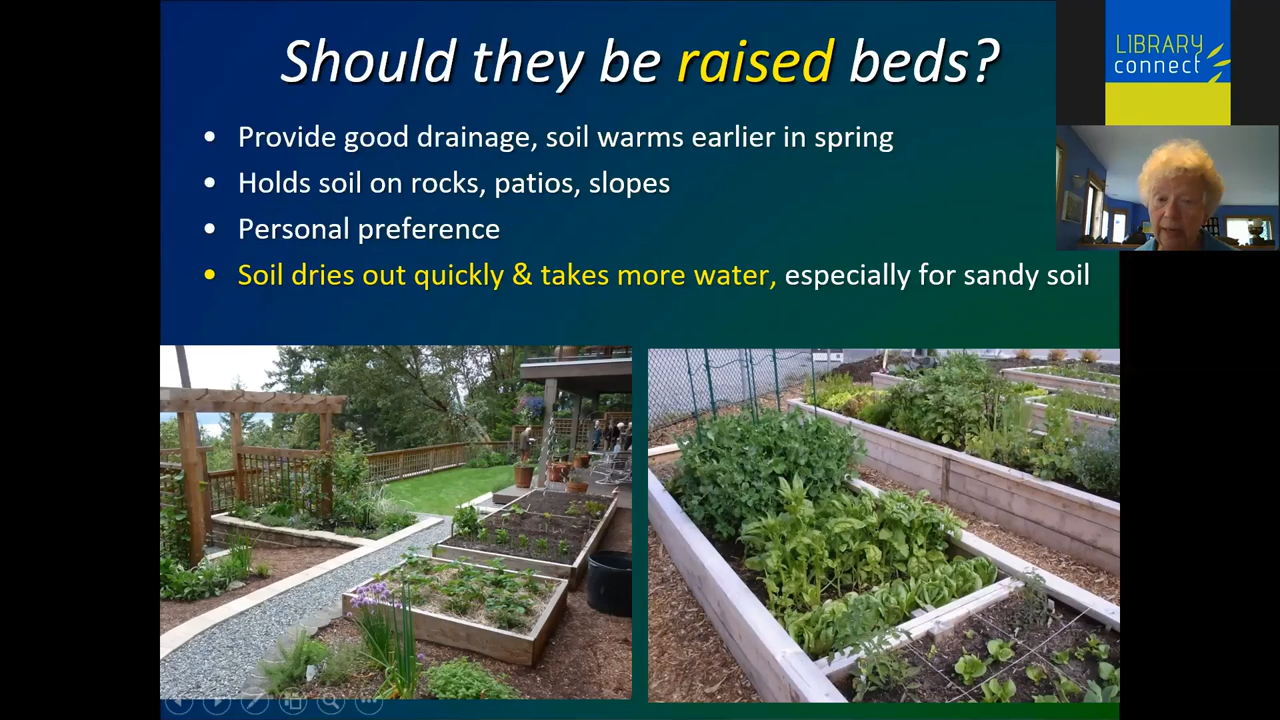 Should they be raised beds?
• Provide good drainage, soil warms earlier in spring
• Holds soil on rocks, patios, slopes
• Personal preference
• Soil dries out quickly & takes more water, especially for sandy soil
LIBRARY
connect